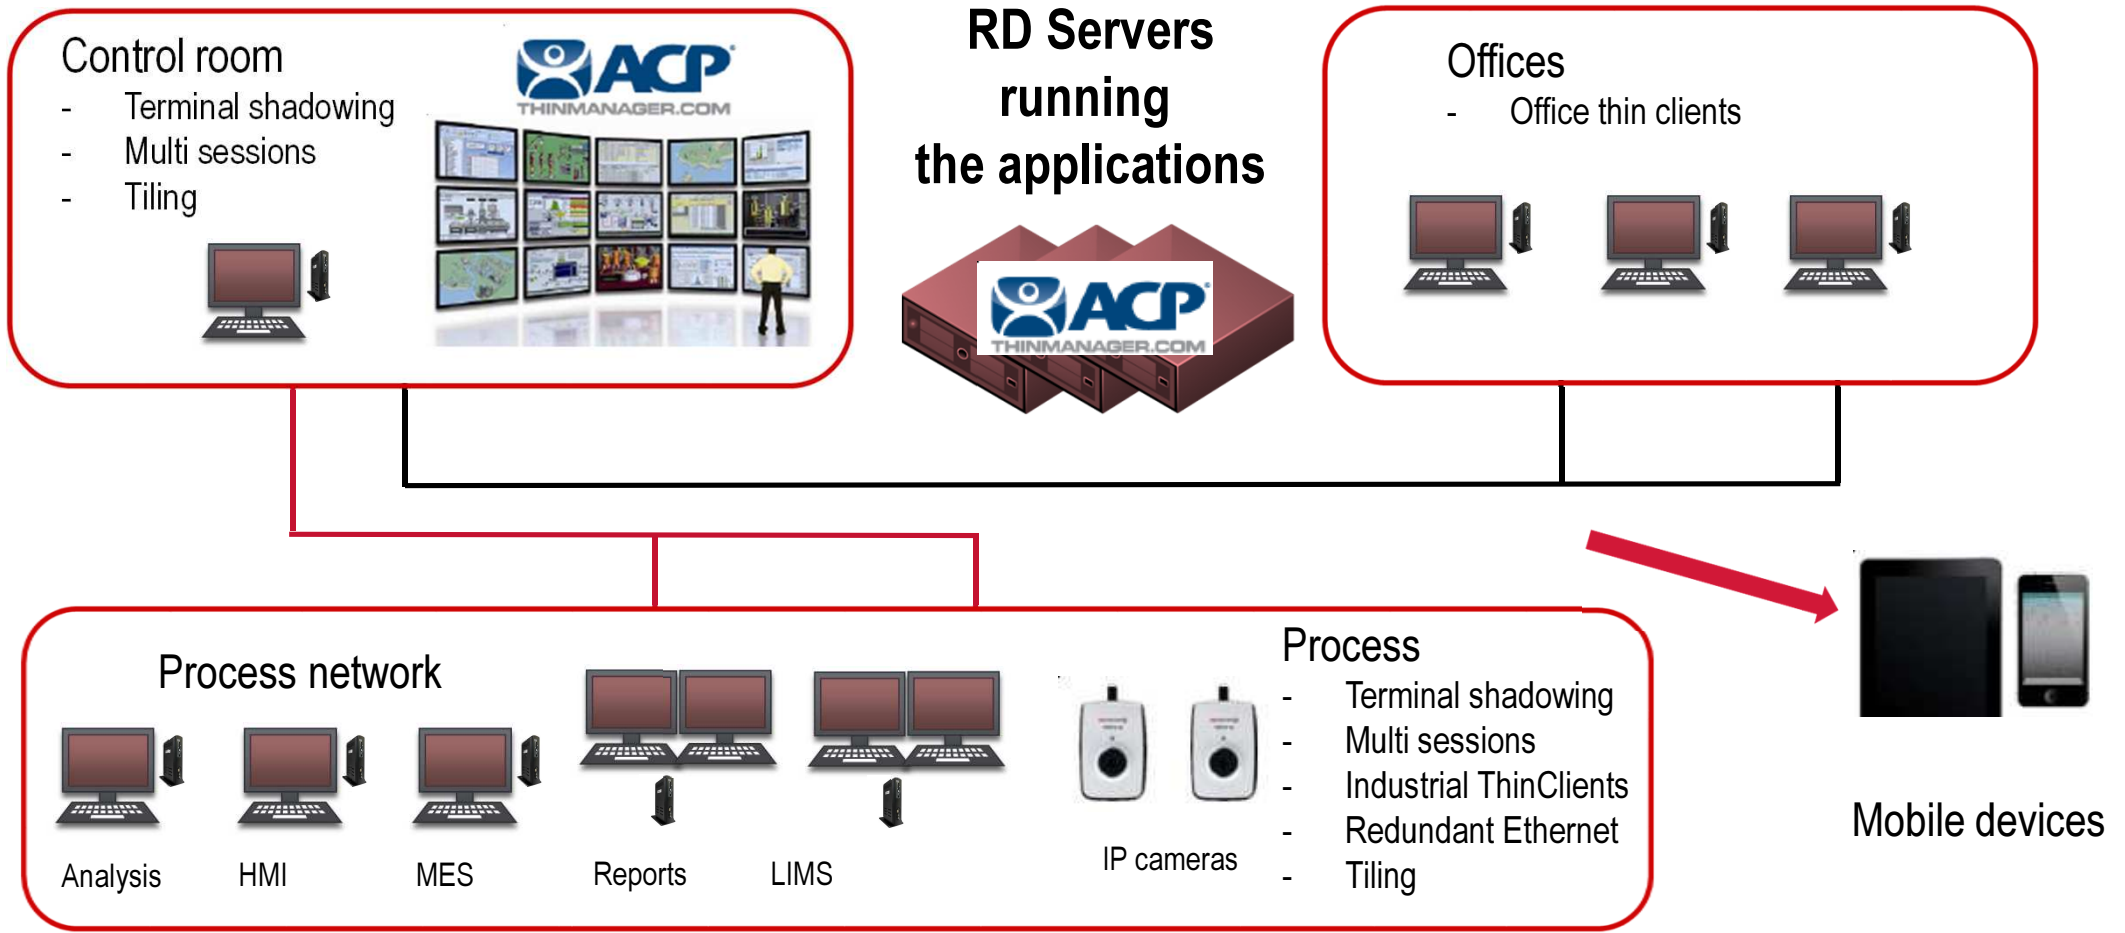 Control room
- Terminal shadowing
- Multi sessions
- Tiling
ACP
THINMANAGER.COM
RD Servers
running
the applications
ACP
THINMANAGER.COM
Offices
- Office thin clients
Process network
Analysis
HMI
MES
Reports
LIMS
IP cameras
Process
- Terminal shadowing
- Multi sessions
- Industrial ThinClients
- Redundant Ethernet
- Tiling
Mobile devices